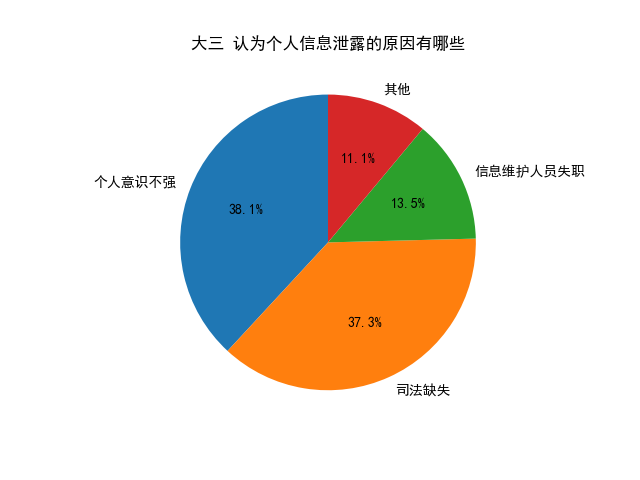 大三 认为个人信息泄露的原因有哪些
其他
11.1%
信息维护人员失职
13.5%
个人意识不强
38.1%
37.3%
司法缺失